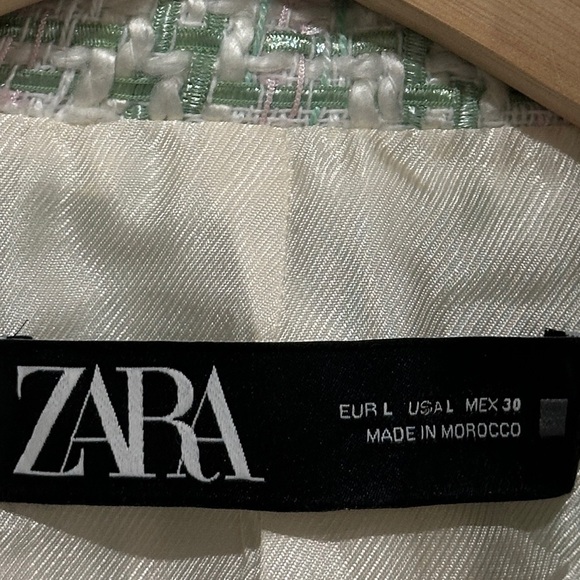 ZARA
EUR L USA L MEX 30
MADE IN MOROCCO